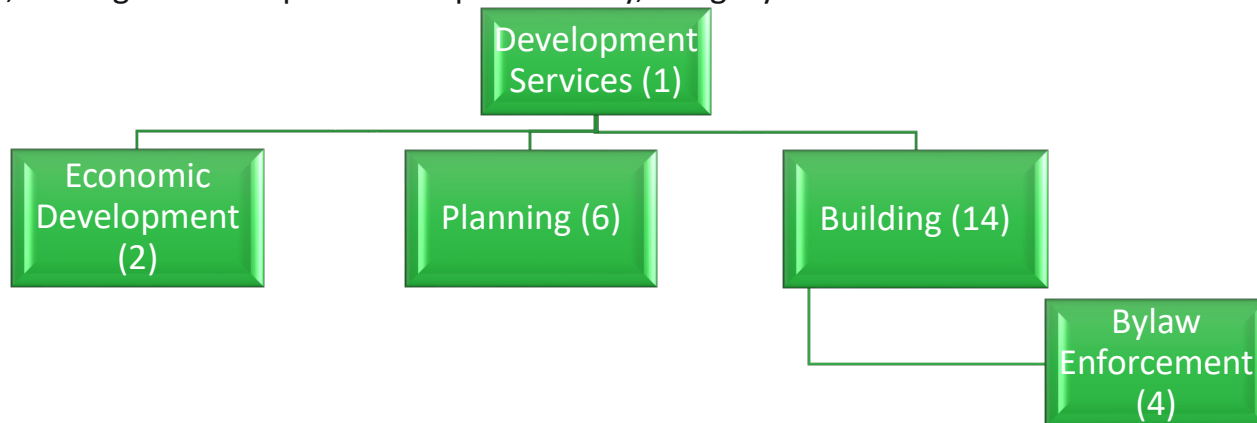 Development
Services (1)
Economic
Development
(2)
Planning (6)
Building (14)
Bylaw
Enforcement
(4)